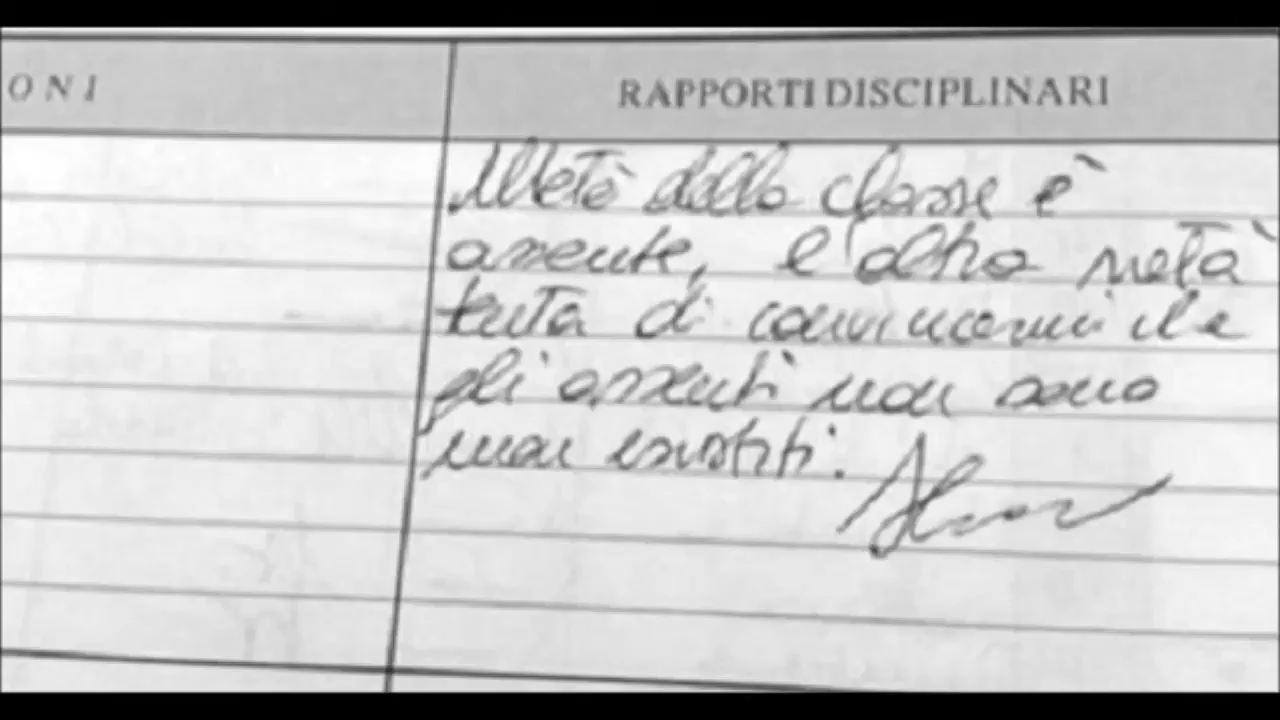 ONI
RAPPORTI DISCIPLINARI
Metà della classe è
assente, l'altra metà
tenta di convincermi che
gli assenti non sono
mai esistiti.